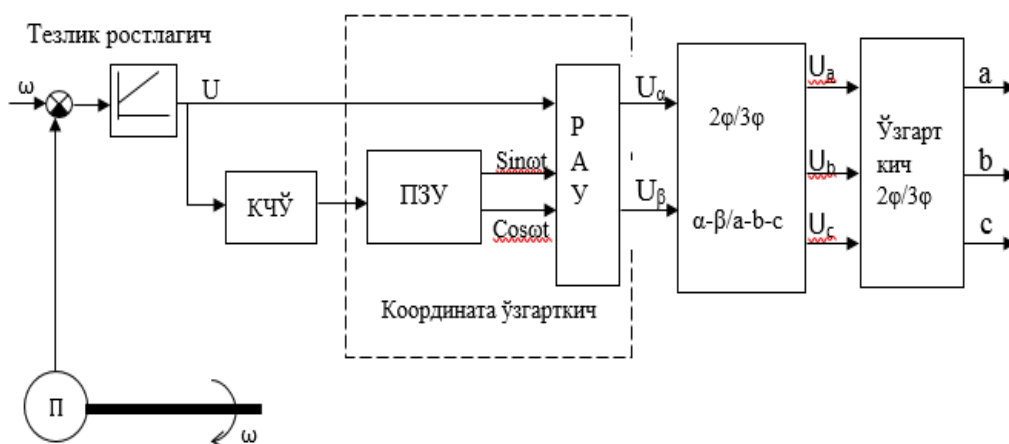 Тезлик ростлагич
ω
U
КЧЎ
ПЗУ
Sinωt
Cosωt
Р
А
У
Координата ўзгарткич
Uα
Uβ
2φ/3φ
α-β/a-b-c
Ua
Ub
Uc
Ўзгарт
кич
2φ/3φ
a
b
c
П
ω